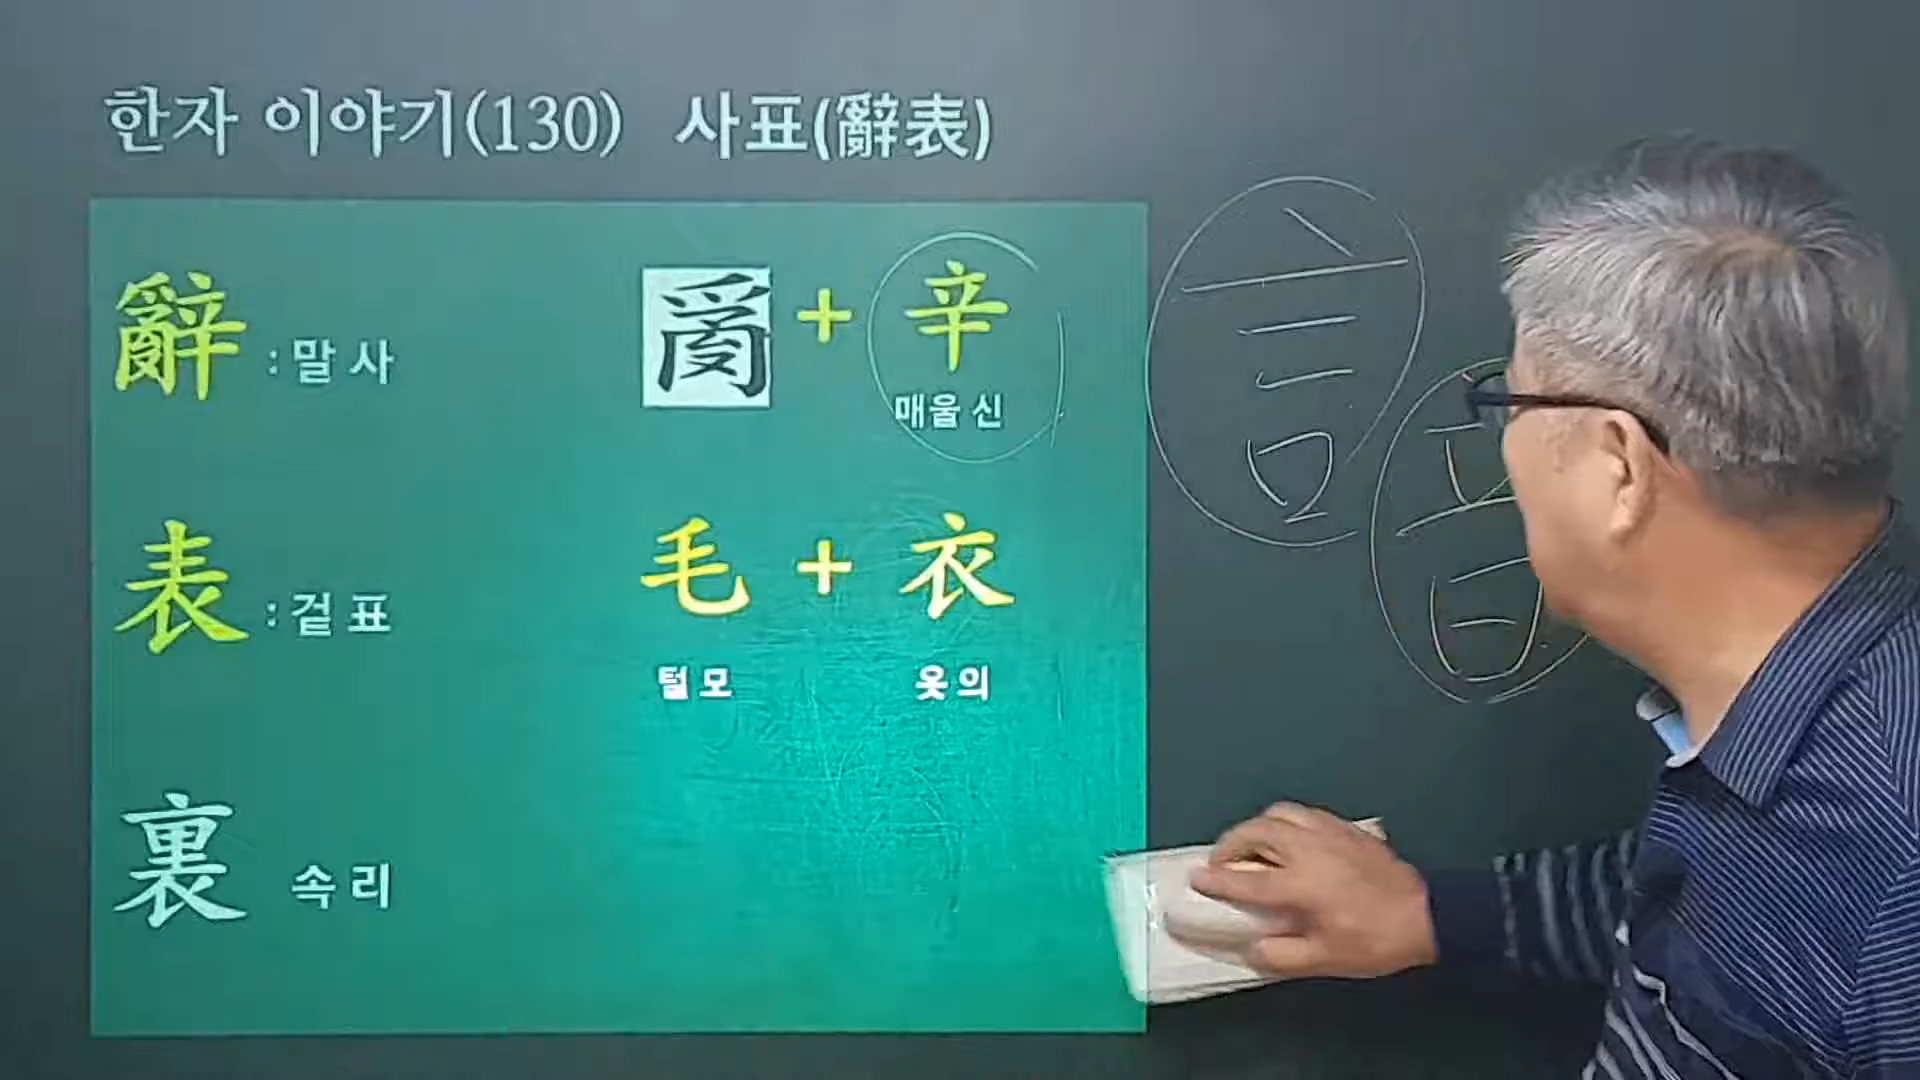 한자 이야기(130) 사표(辭表)
辭 : 말 사 𤔔 + 辛
매울 신
表 : 겉 표 毛 + 衣
털 모 옷 의
裏 속 리
言
音